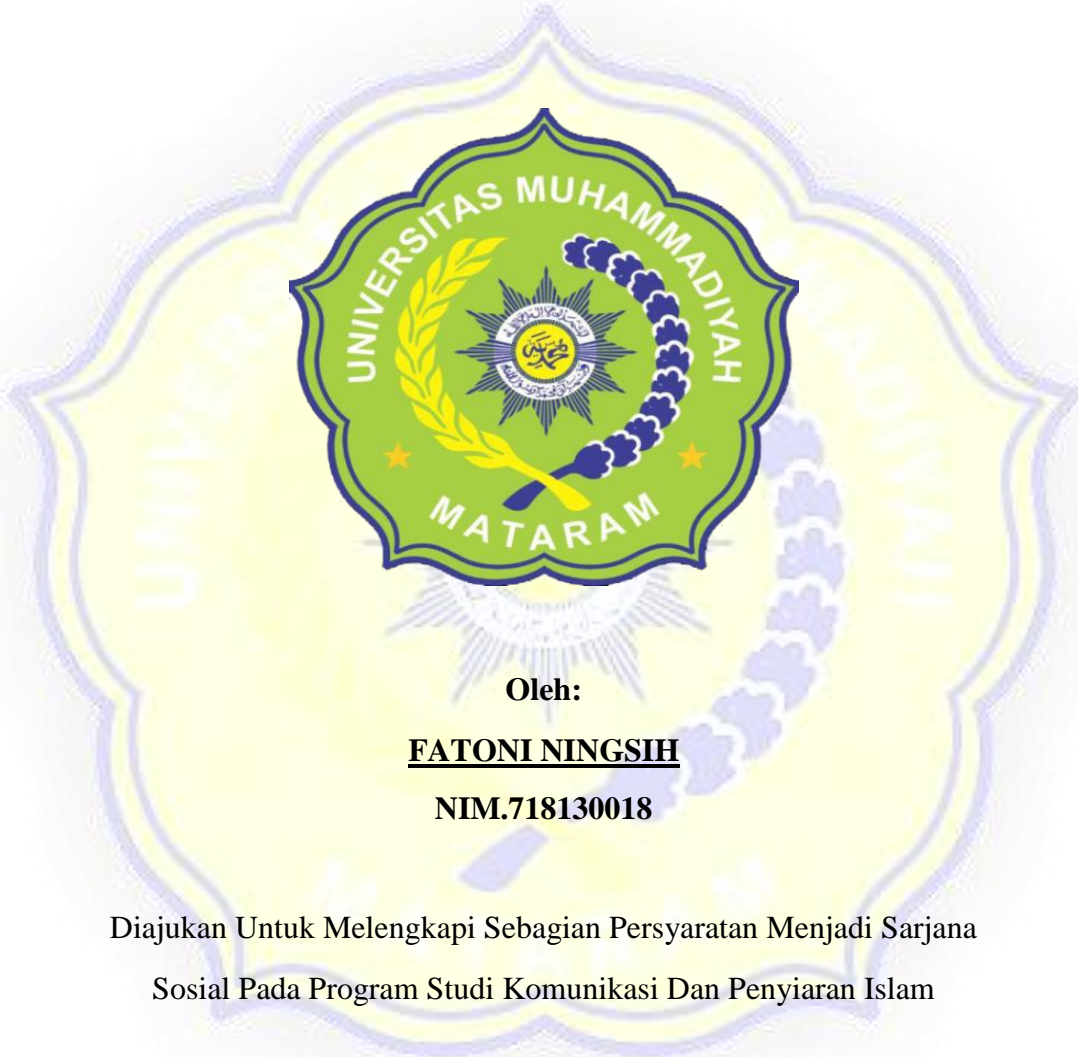 UNIVERSITAS MUHAMMADIYAH
MATARAM
Oleh:
FATONI NINGSIH
NIM.718130018
Diajukan Untuk Melengkapi Sebagian Persyaratan Menjadi Sarjana
Sosial Pada Program Studi Komunikasi Dan Penyiaran Islam